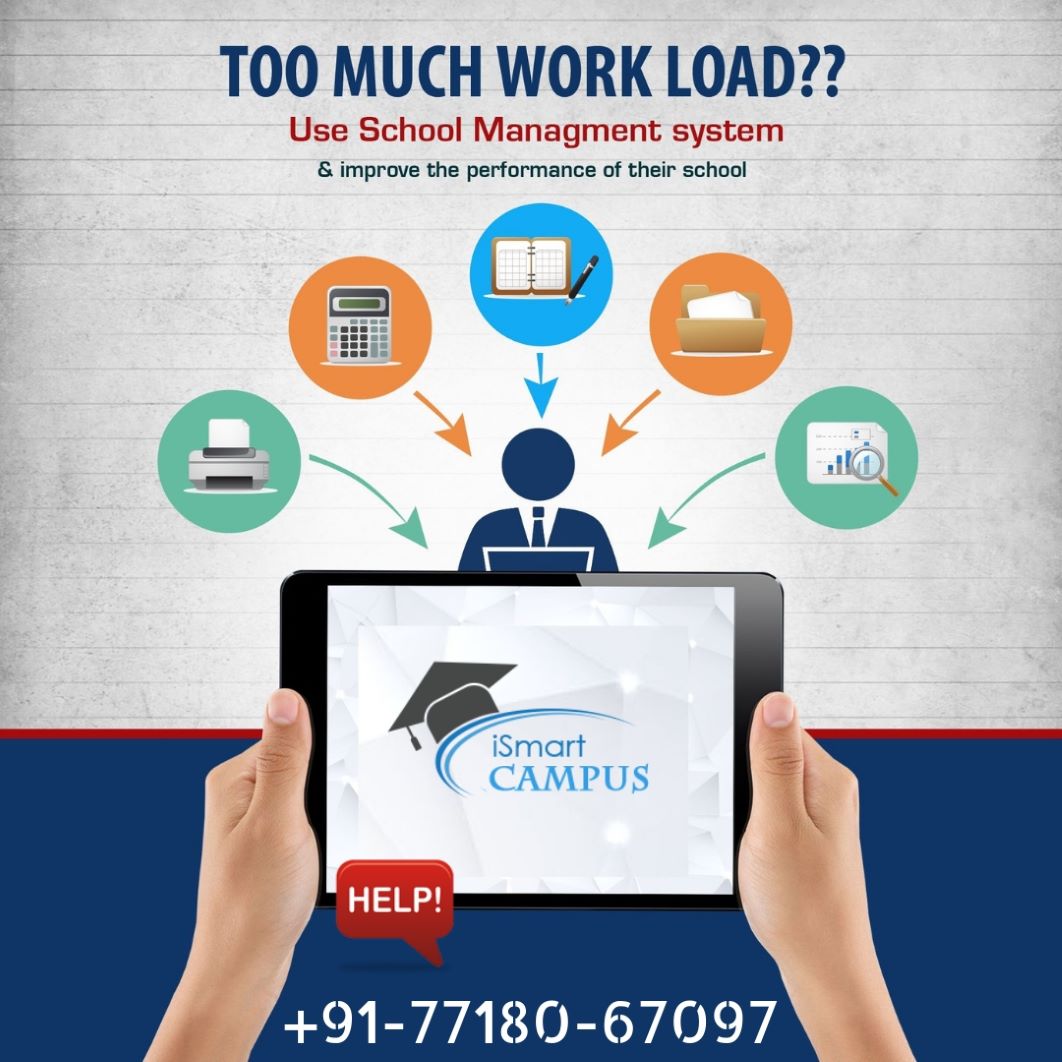 TOO MUCH WORK LOAD??
Use School Managment system
& improve the performance of their school
iSmart
CAMPUS
HELP!
+91-77180-67097